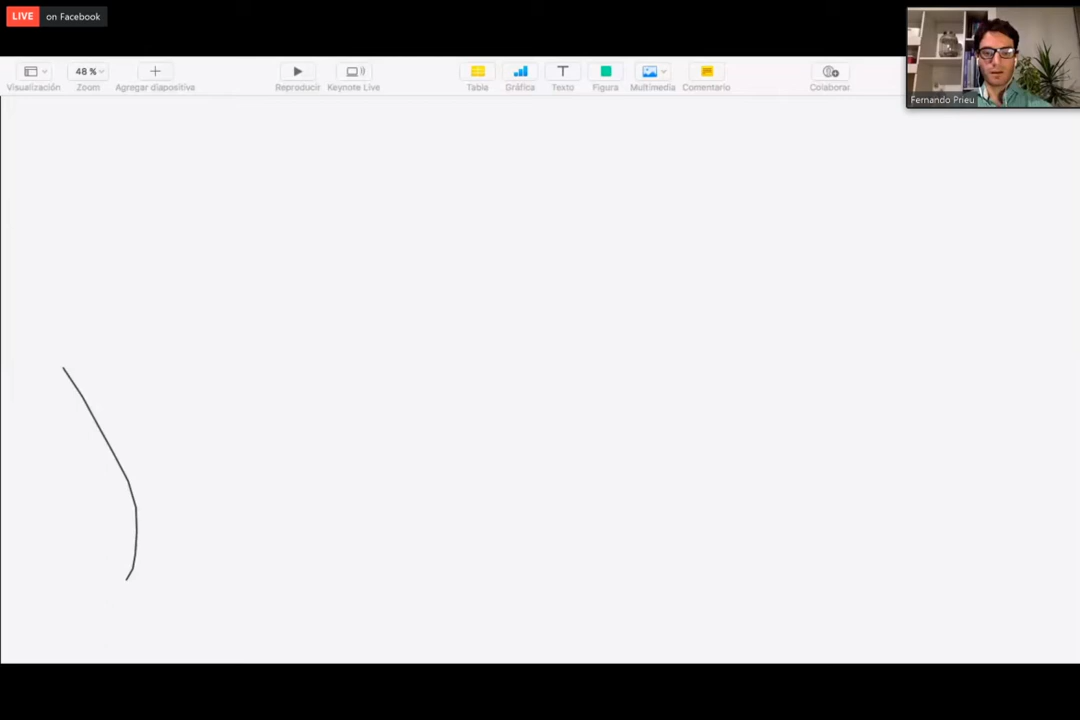 LIVE on Facebook
48 %
Visualización Zoom Agregar diapositiva Reproducir Keynote Live Tabla Gráfica Texto Figura Multimedia Comentario Colaborar
Fernando Prieu